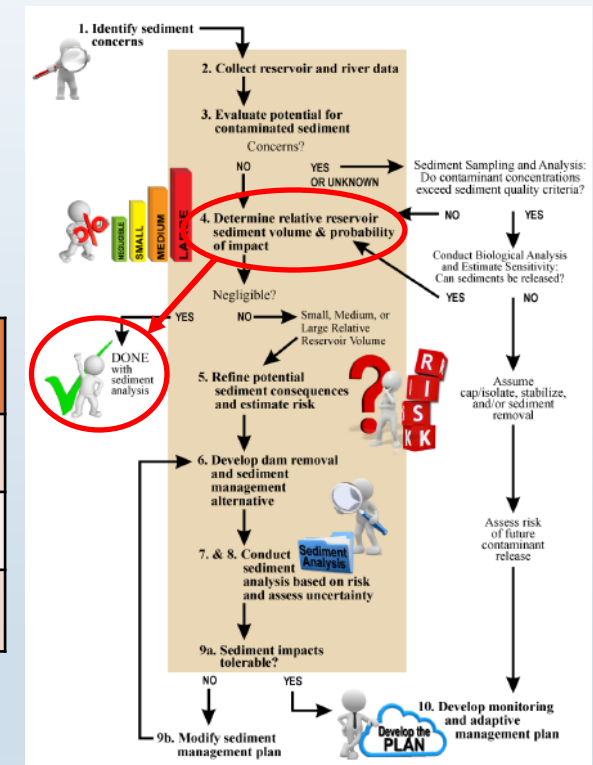 1. Identify sediment
concerns
2. Collect reservoir and river data
3. Evaluate potential for
contaminated sediment
Concerns?
NO
YES
OR UNKNOWN
Sediment Sampling and Analysis:
Do contaminant concentrations
exceed sediment quality criteria?
%
NEGLIGIBLE
SMALL
MEDIUM
LARGE
4. Determine relative reservoir
sediment volume & probability
of impact
NO
YES
Conduct Biological Analysis
and Estimate Sensitivity:
Can sediments be released?
YES
NO
Negligible?
YES
NO
Small, Medium, or
Large Relative
Reservoir Volume
DONE
with
sediment
analysis
5. Refine potential
sediment consequences
and estimate risk
?
R
I
S
K
K
Assume
cap/isolate, stabilize,
and/or sediment
removal
6. Develop dam removal
and sediment
management
alternative
Sediment
Analysis
7. & 8. Conduct
sediment
analysis based on risk
and assess uncertainty
Assess risk
of future
contaminant
release
9a. Sediment impacts
tolerable?
NO
YES
9b. Modify sediment
management plan
Develop the
PLAN
10. Develop monitoring
and adaptive
management plan